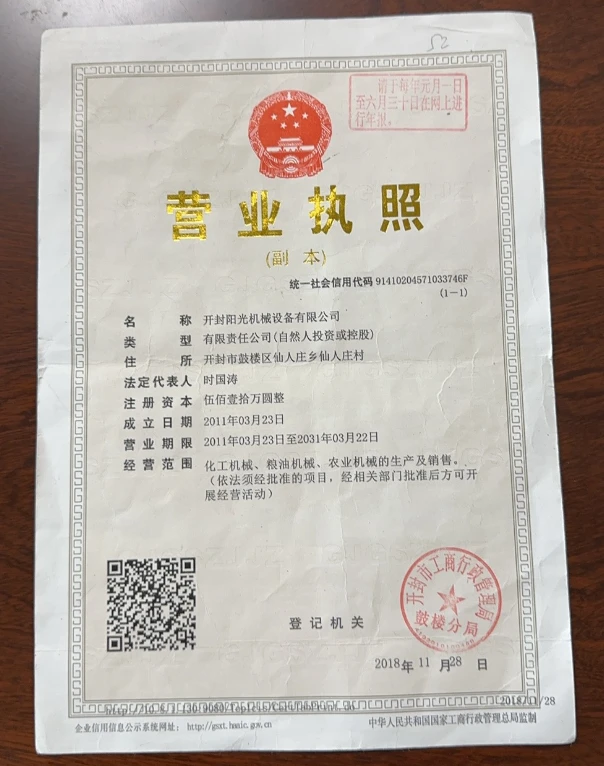 52
请于每年元月一日
至六月三十日在网上进
行年报。
营业执照
(副 本)
统一社会信用代码 91410204571033746F
(1-1)
名 称 开封阳光机械设备有限公司
类 型 有限责任公司(自然人投资或控股)
住 所 开封市鼓楼区仙人庄乡仙人庄村
法定代表人 时国涛
注册资本 伍佰壹拾万圆整
成立日期 2011年03月23日
营业期限 2011年03月23日至2031年03月22日
经营范围 化工机械、粮油机械、农业机械的生产及销售。
(依法须经批准的项目,经相关部门批准后方可开
展经营活动)
开封市工商行政管理局
鼓楼分局
登记机关
2018年 11月 28日
2018/11/28
企业信用信息公示系统网址: http://gsxt.haaic.gov.cn
中华人民共和国国家工商行政管理总局监制